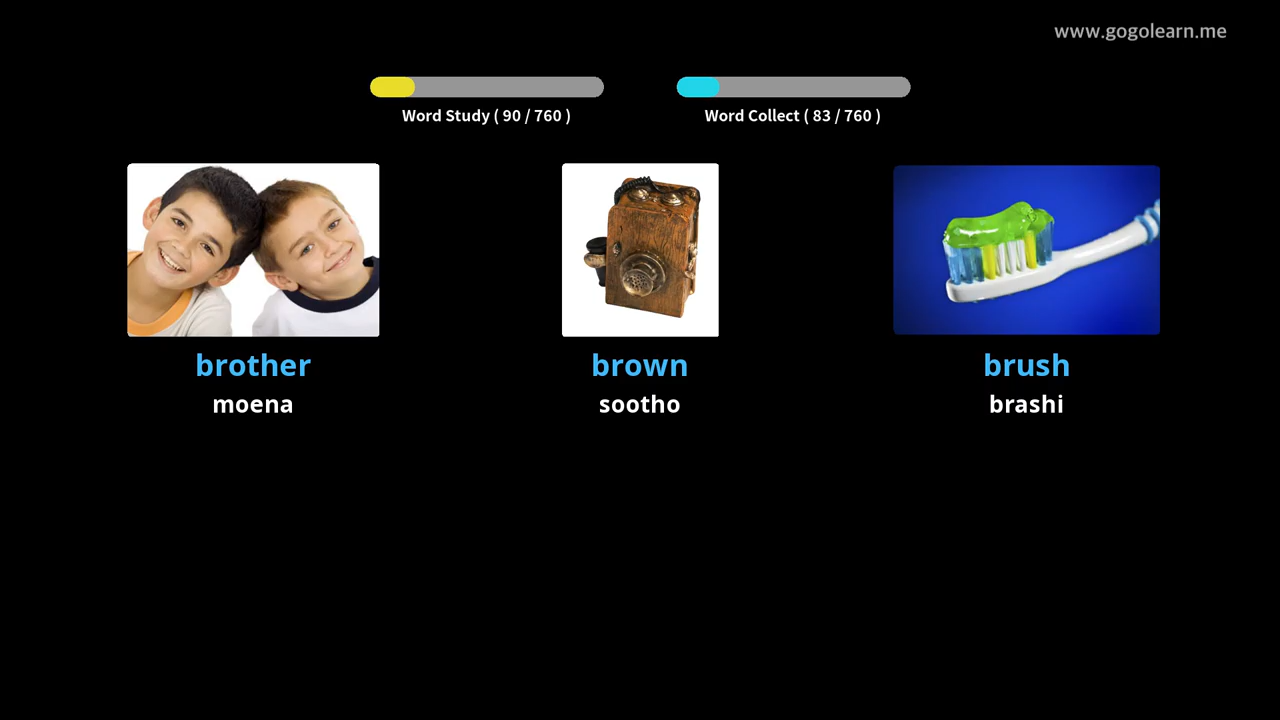 www.gogolearn.me
Word Study ( 90 / 760 )
Word Collect ( 83 / 760 )
brother
moena
brown
sootho
brush
brashi